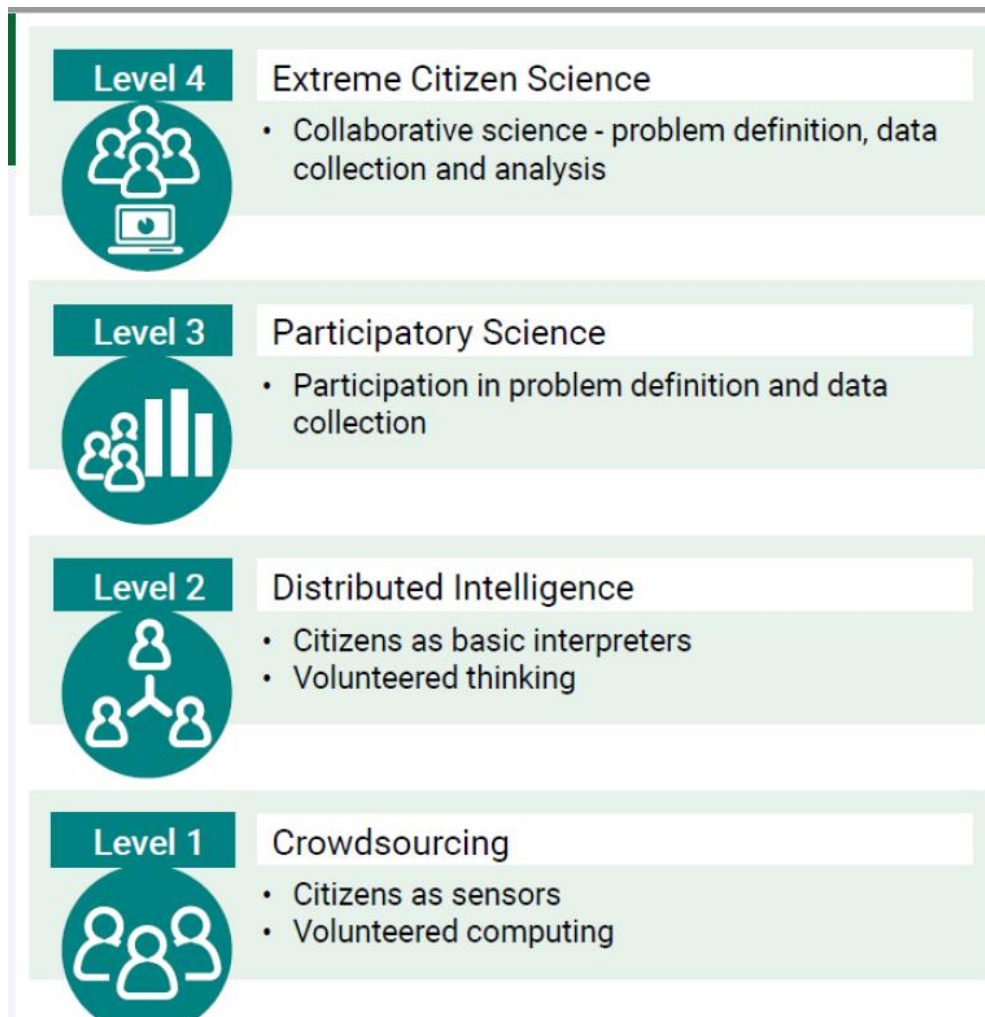 Level 4
Extreme Citizen Science
• Collaborative science - problem definition, data
collection and analysis
Level 3
Participatory Science
• Participation in problem definition and data
collection
Level 2
Distributed Intelligence
• Citizens as basic interpreters
• Volunteered thinking
Level 1
Crowdsourcing
• Citizens as sensors
• Volunteered computing